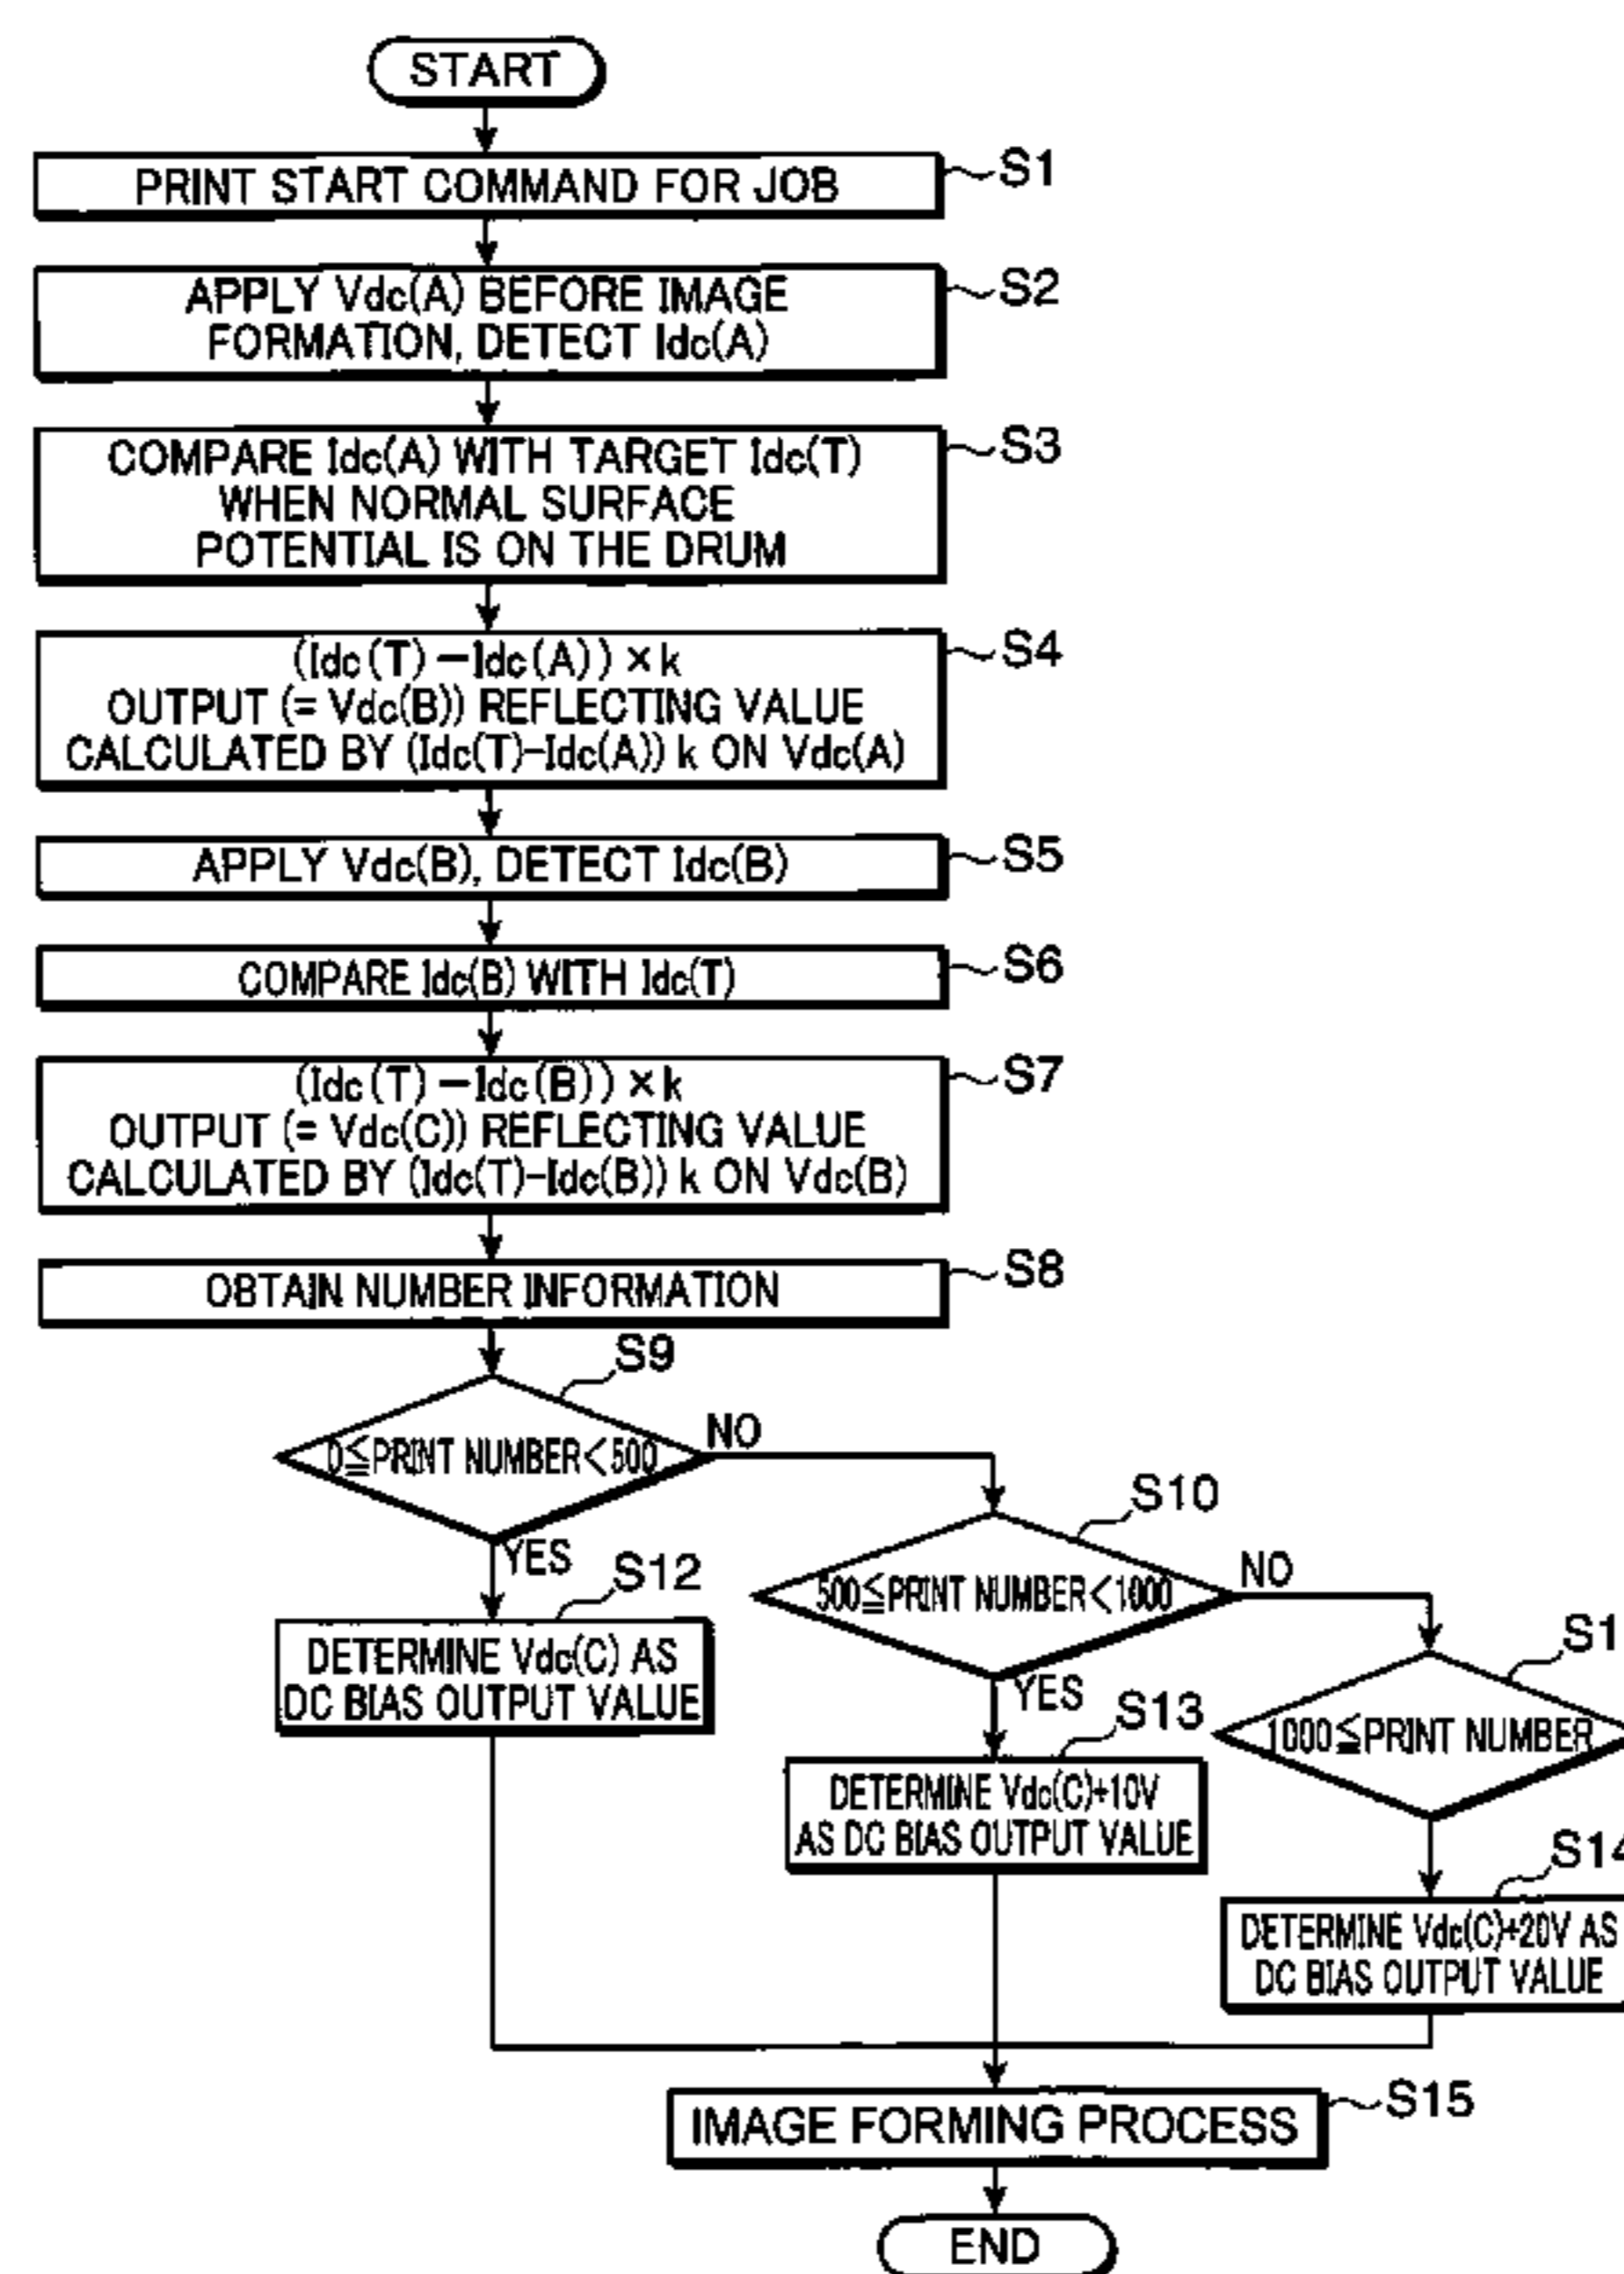 START
PRINT START COMMAND FOR JOB
S1
APPLY Vdc(A) BEFORE IMAGE
FORMATION, DETECT Idc(A)
S2
COMPARE Idc(A) WITH TARGET Idc(T)
WHEN NORMAL SURFACE
POTENTIAL IS ON THE DRUM
S3
(Idc(T)－Idc(A))×k
OUTPUT (= Vdc(B)) REFLECTING VALUE
CALCULATED BY (Idc(T)-Idc(A)) k ON Vdc(A)
S4
APPLY Vdc(B), DETECT Idc(B)
S5
COMPARE Idc(B) WITH Idc(T)
S6
(Idc(T)－Idc(B))×k
OUTPUT (= Vdc(C)) REFLECTING VALUE
CALCULATED BY (Idc(T)-Idc(B)) k ON Vdc(B)
S7
OBTAIN NUMBER INFORMATION
S8
S9
0≦PRINT NUMBER<500
NO
YES
S10
500≦PRINT NUMBER<1000
NO
YES
S12
DETERMINE Vdc(C) AS
DC BIAS OUTPUT VALUE
S1
1000≦PRINT NUMBER
S13
DETERMINE Vdc(C)+10V
AS DC BIAS OUTPUT VALUE
S14
DETERMINE Vdc(C)+20V AS
DC BIAS OUTPUT VALUE
IMAGE FORMING PROCESS
S15
END